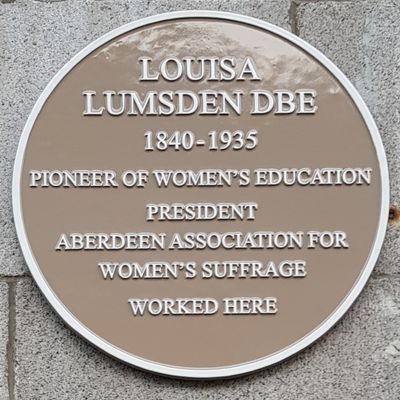 LOUISA
LUMSDEN DBE
1840-1935
PIONEER OF WOMEN'S EDUCATION
PRESIDENT
ABERDEEN ASSOCIATION FOR
WOMEN'S SUFFRAGE
WORKED HERE